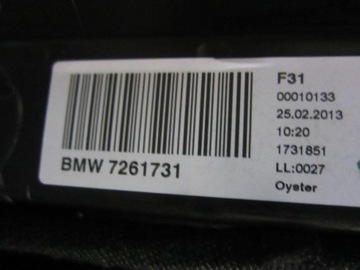 BMW 7261731
F31
00010133
25.02.2013
10:20
1731851
LL:0027
Oyster